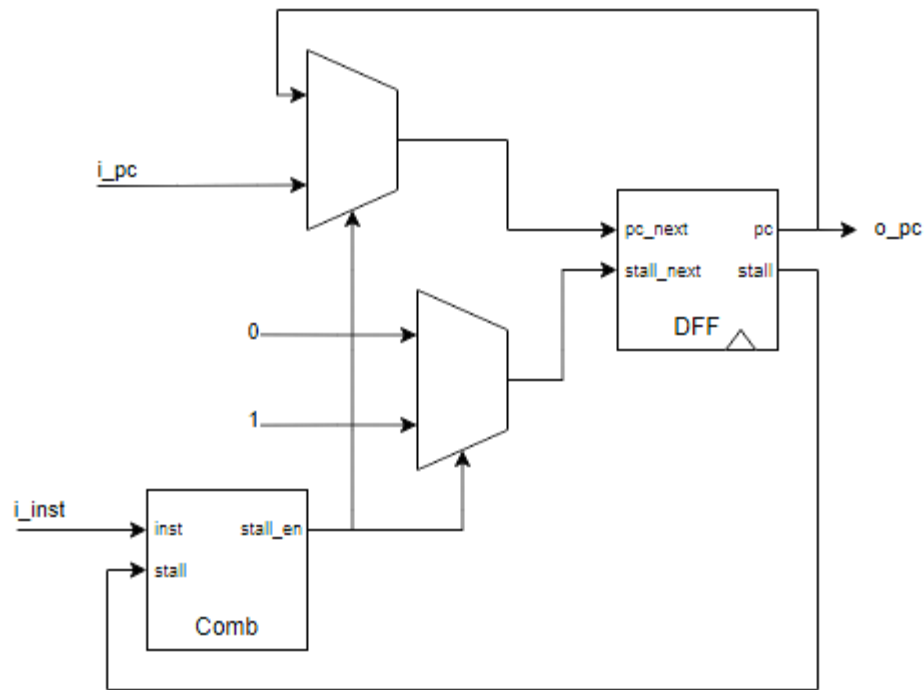 i_pc
pc_next
pc
o_pc
stall_next
stall
DFF
0
1
i_inst
inst
stall_en
stall
Comb